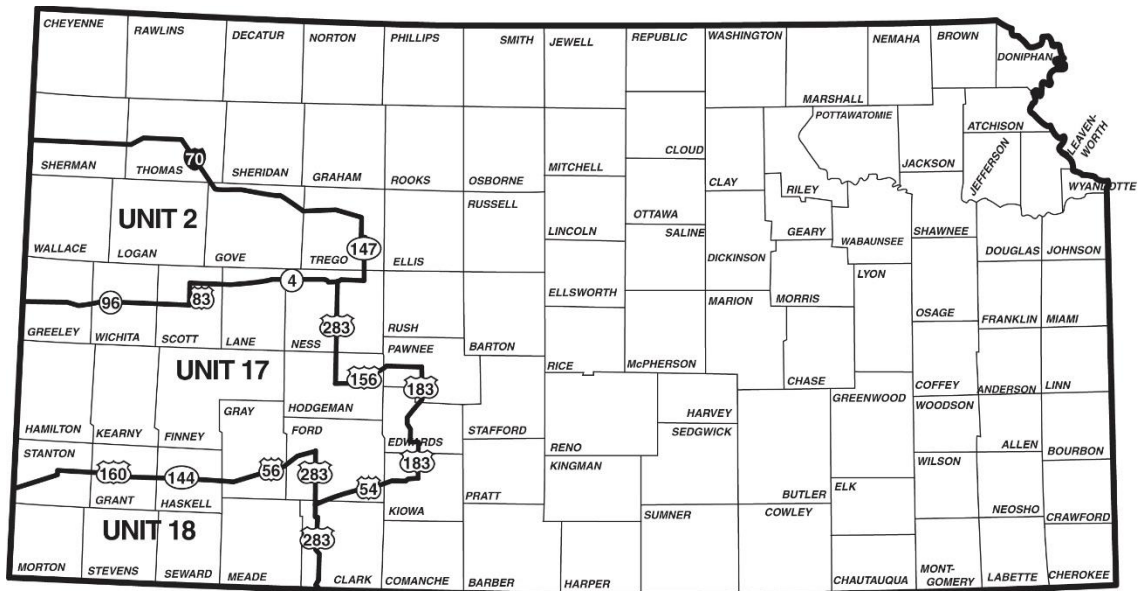 CHEYENNE RAWLINS DECATUR NORTON PHILLIPS SMITH JEWELL REPUBLIC WASHINGTON NEMAHA BROWN
DONIPHAN
MARSHALL
POTTAWATOMIE
ATCHISON
LEAVEN-
WORTH
70
CLOUD
SHERMAN THOMAS SHERIDAN GRAHAM ROOKS OSBORNE MITCHELL JACKSON JEFFERSON
CLAY RILEY WYANDOTTE
RUSSELL
UNIT 2
OTTAWA
SALINE
LINCOLN GEARY WABAUNSEE SHAWNEE
WALLACE LOGAN GOVE TREGO 147 ELLIS DICKINSON DOUGLAS JOHNSON
4
LYON
96 83
ELLSWORTH MARION MORRIS
283
OSAGE FRANKLIN MIAMI
GREELEY WICHITA SCOTT LANE NESS RUSH
PAWNEE BARTON
UNIT 17
RICE McPHERSON
156 183
CHASE COFFEY ANDERSON LINN
GREENWOOD
WOODSON
GRAY HODGEMAN
FORD
HARVEY
SEDGWICK
HAMILTON KEARNY FINNEY EDWARDS STAFFORD RENO ALLEN BOURBON
STANTON
KINGMAN WILSON
160 144 56 283 54 183
GRANT HASKELL KIOWA PRATT BUTLER ELK
COWLEY
NEOSHO
SUMNER CRAWFORD
UNIT 18
283
MORTON STEVENS SEWARD MEADE CLARK COMANCHE BARBER HARPER CHAUTAUQUA MONT-
GOMERY LABETTE CHEROKEE